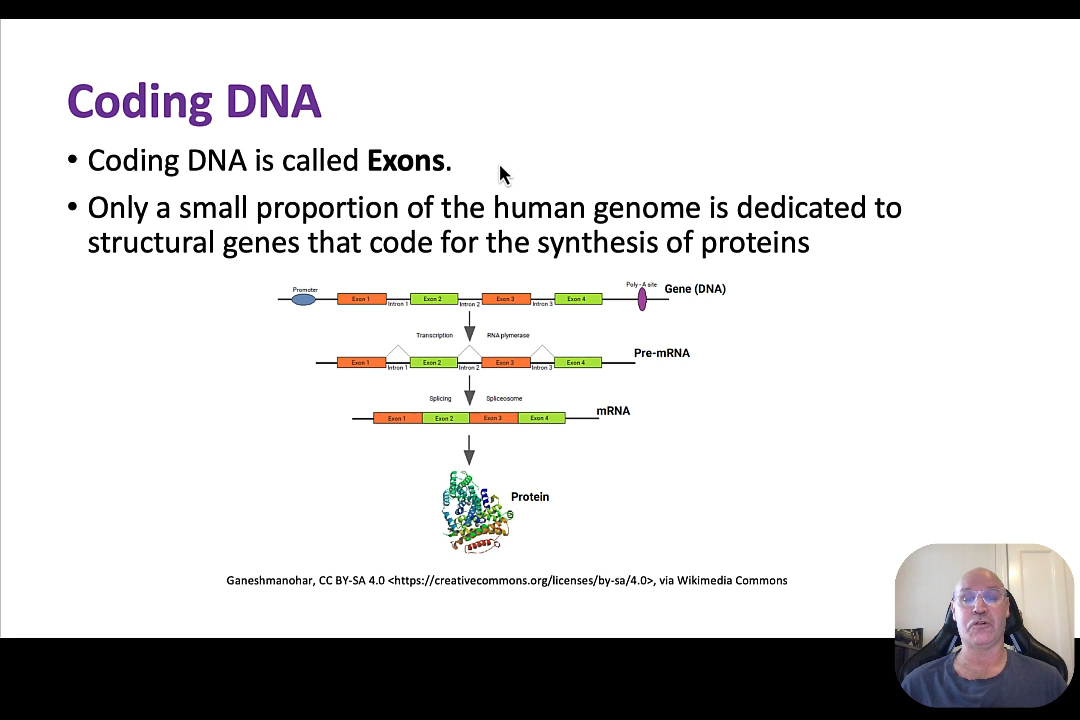 Coding DNA
• Coding DNA is called Exons.
• Only a small proportion of the human genome is dedicated to
structural genes that code for the synthesis of proteins
Promoter
Poly - A site
Gene (DNA)
Exon 1
Intron 1
Exon 2
Intron 2
Exon 3
Intron 3
Exon 4
Transcription
RNA plymerase
Pre-mRNA
Exon 1
Intron 1
Exon 2
Intron 2
Exon 3
Intron 3
Exon 4
Splicing
Spliceosome
mRNA
Exon 1
Exon 2
Exon 3
Exon 4
Protein
Ganeshmanohar, CC BY-SA 4.0 <https://creativecommons.org/licenses/by-sa/4.0>, via Wikimedia Commons